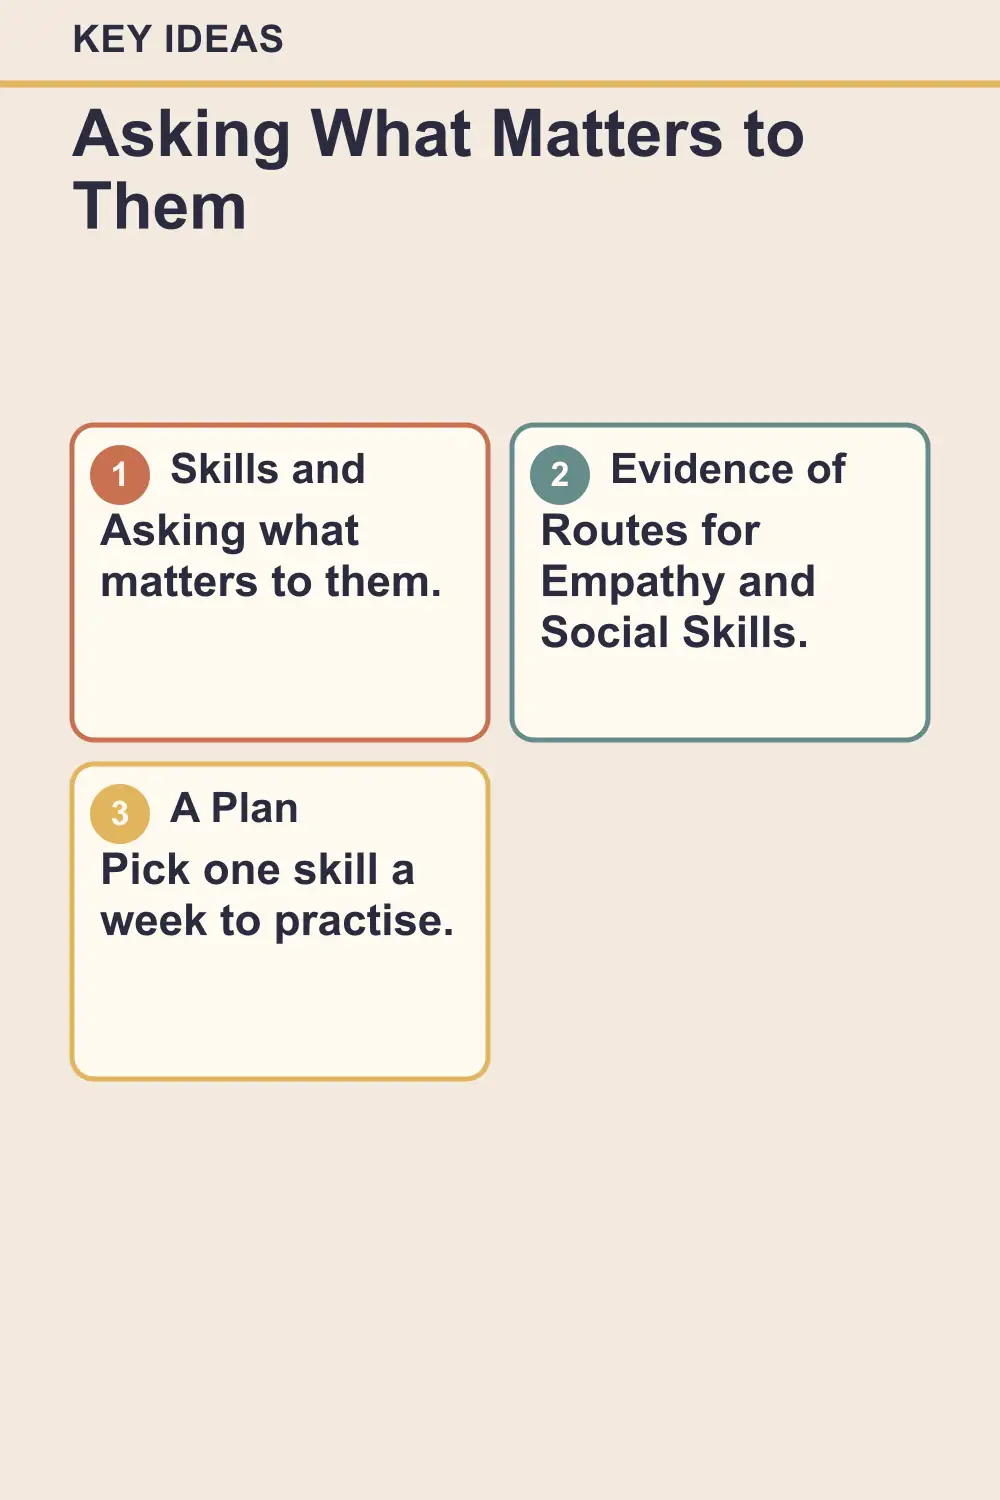 KEY IDEAS
Asking What Matters to
Them
1 Skills and
Asking what
matters to them.
2 Evidence of
Routes for
Empathy and
Social Skills.
3 A Plan
Pick one skill a
week to practise.